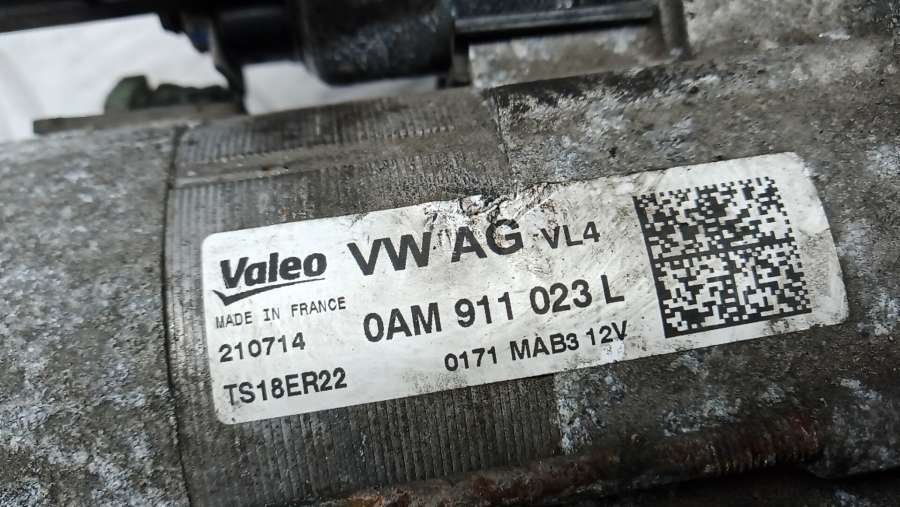 Valeo VW AG VL4
MADE IN FRANCE
0AM 911 023 L
210714
0171 MAB3 12V
TS18ER22